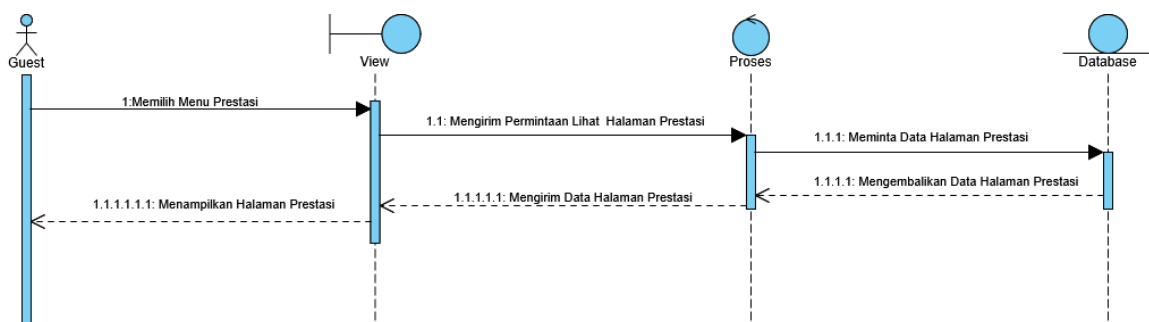 Guest
View
Proses
Database
1:Memilih Menu Prestasi
1.1: Mengirim Permintaan Lihat Halaman Prestasi
1.1.1: Meminta Data Halaman Prestasi
1.1.1.1: Mengembalikan Data Halaman Prestasi
1.1.1.1.1: Mengirim Data Halaman Prestasi
1.1.1.1.1.1: Menampilkan Halaman Prestasi